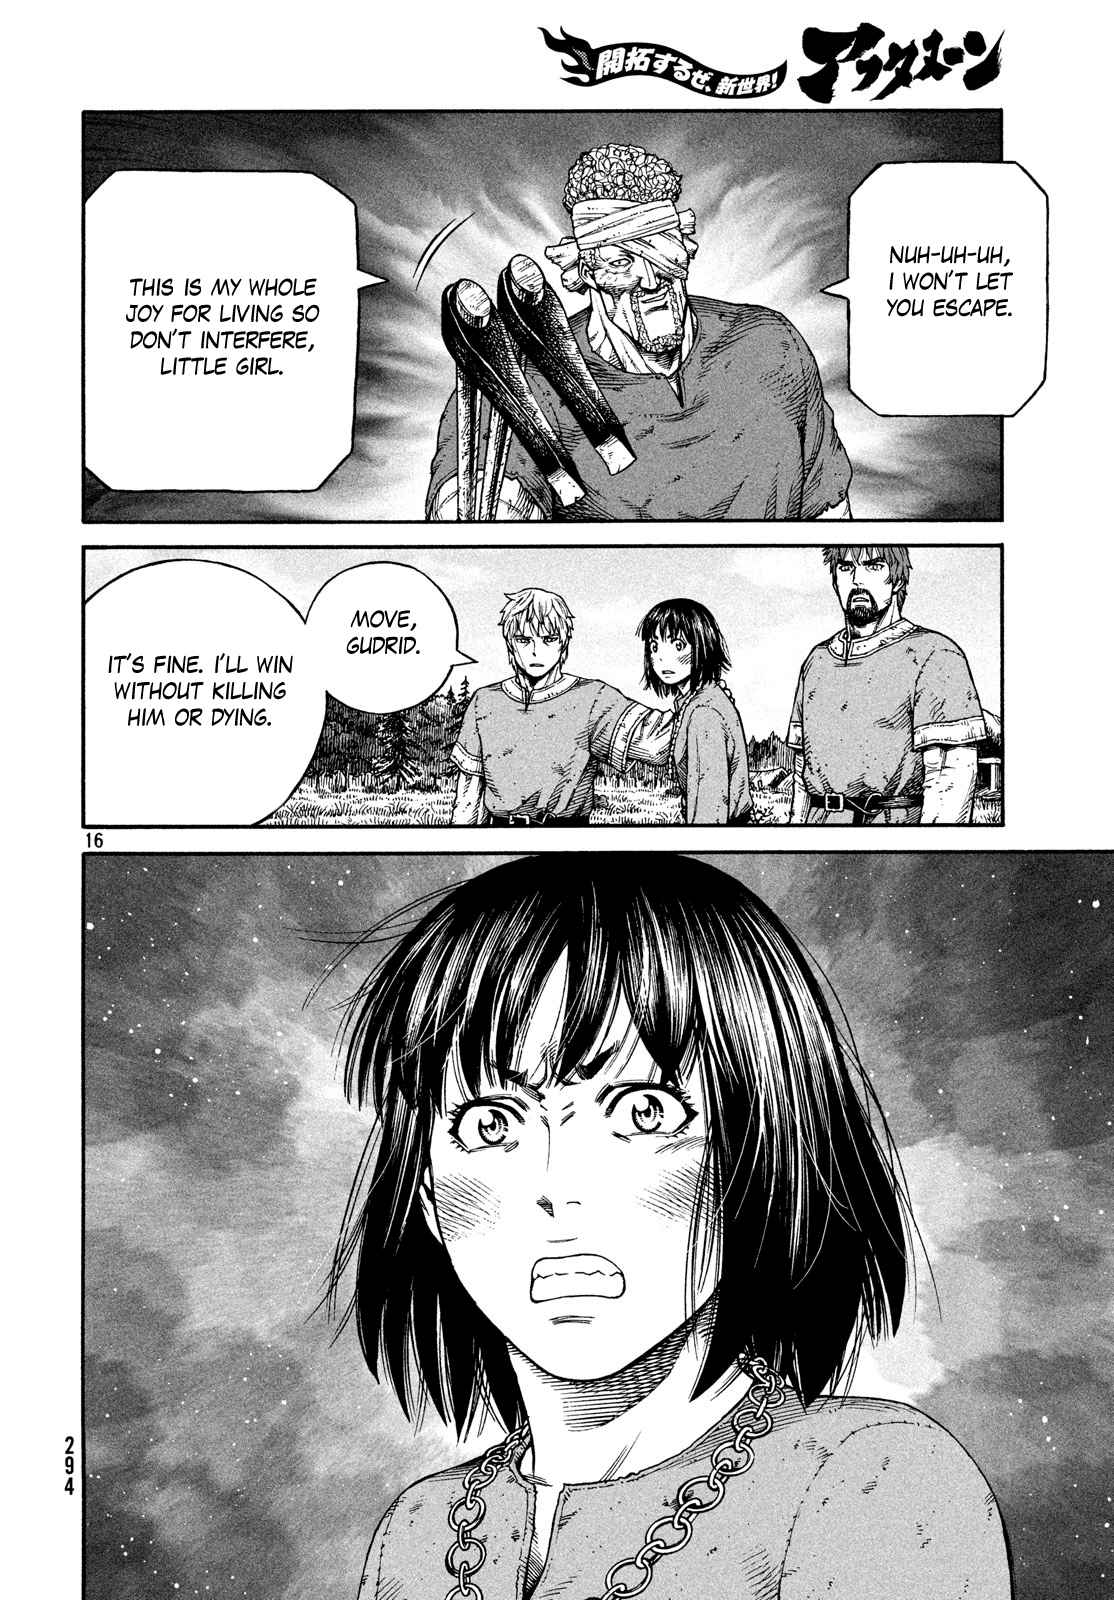 開拓するぜ、新世界!
アフタヌーン
NUH-UH-UH,
I WON'T LET
YOU ESCAPE.
THIS IS MY WHOLE
JOY FOR LIVING SO
DON'T INTERFERE,
LITTLE GIRL.
MOVE,
GUDRID.
IT'S FINE. I'LL WIN
WITHOUT KILLING
HIM OR DYING.
16
294